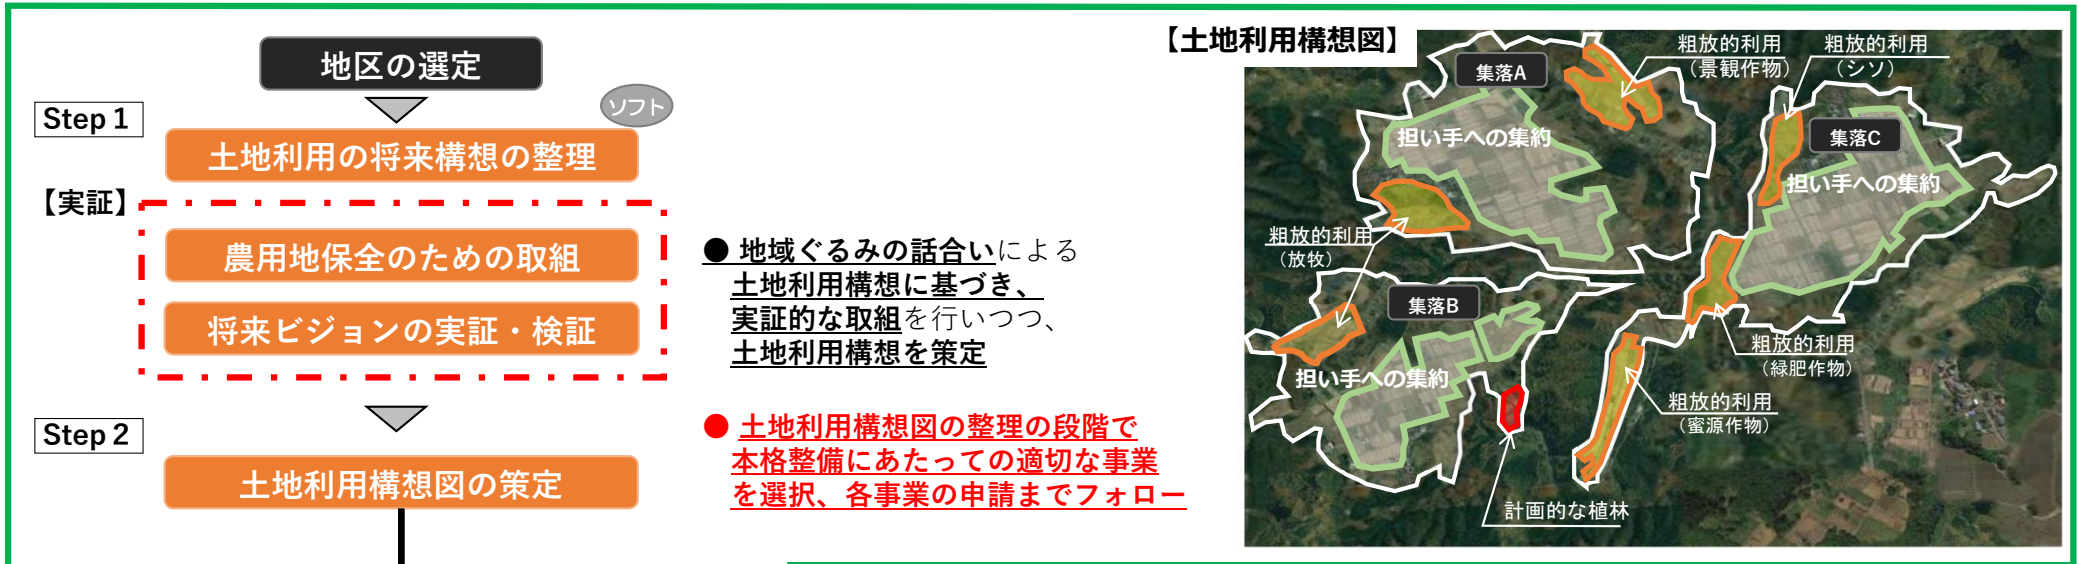 地区の選定
ソフト
Step 1
土地利用の将来構想の整理
【実証】
農用地保全のための取組
将来ビジョンの実証・検証
Step 2
土地利用構想図の策定
● 地域ぐるみの話合いによる
土地利用構想に基づき、
実証的な取組を行いつつ、
土地利用構想を策定
● 土地利用構想図の整理の段階で
本格整備にあたっての適切な事業
を選択、各事業の申請までフォロー
【土地利用構想図】
集落A
粗放的利用
（景観作物）
粗放的利用
（シソ）
担い手への集約
集落C
担い手への集約
粗放的利用
（放牧）
集落B
担い手への集約
粗放的利用
（緑肥作物）
粗放的利用
（蜜源作物）
計画的な植林